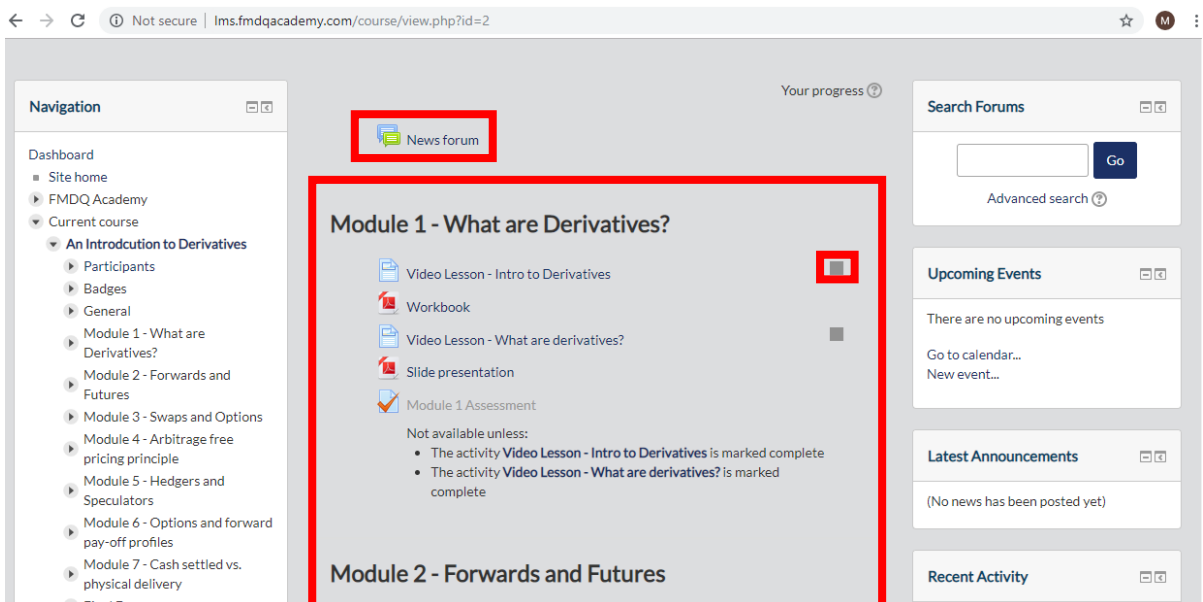 Not secure | lms.fmdqacademy.com/course/view.php?id=2
M
Navigation
Dashboard
Site home
FMDQ Academy
Current course
An Introdcution to Derivatives
Participants
Badges
General
Module 1 - What are
Derivatives?
Module 2 - Forwards and
Futures
Module 3 - Swaps and Options
Module 4 - Arbitrage free
pricing principle
Module 5 - Hedgers and
Speculators
Module 6 - Options and forward
pay-off profiles
Module 7 - Cash settled vs.
physical delivery
Your progress
News forum
Module 1 - What are Derivatives?
Video Lesson - Intro to Derivatives
Workbook
Video Lesson - What are derivatives?
Slide presentation
Module 1 Assessment
Not available unless:
• The activity Video Lesson - Intro to Derivatives is marked complete
• The activity Video Lesson - What are derivatives? is marked
complete
Module 2 - Forwards and Futures
Search Forums
Go
Advanced search
Upcoming Events
There are no upcoming events
Go to calendar...
New event...
Latest Announcements
(No news has been posted yet)
Recent Activity